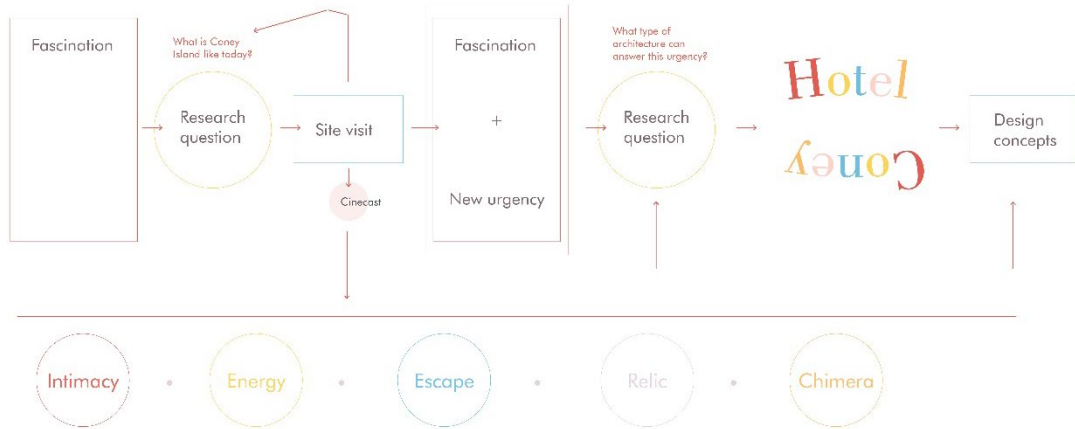 Fascination
What is Coney
Island like today?
Research
question
Site visit
Cinecast
Fascination
+
New urgency
What type of
architecture can
answer this urgency?
Research
question
Hotel
Coney
Design
concepts
Intimacy
Energy
Escape
Relic
Chimera